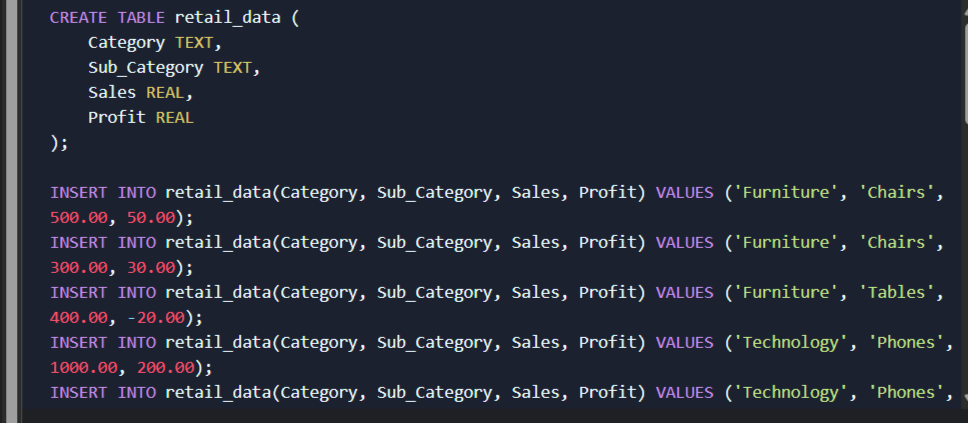 CREATE TABLE retail_data (
    Category TEXT,
    Sub_Category TEXT,
    Sales REAL,
    Profit REAL
);

INSERT INTO retail_data(Category, Sub_Category, Sales, Profit) VALUES ('Furniture', 'Chairs',
500.00, 50.00);
INSERT INTO retail_data(Category, Sub_Category, Sales, Profit) VALUES ('Furniture', 'Chairs',
300.00, 30.00);
INSERT INTO retail_data(Category, Sub_Category, Sales, Profit) VALUES ('Furniture', 'Tables',
400.00, -20.00);
INSERT INTO retail_data(Category, Sub_Category, Sales, Profit) VALUES ('Technology', 'Phones',
1000.00, 200.00);
INSERT INTO retail_data(Category, Sub_Category, Sales, Profit) VALUES ('Technology', 'Phones',